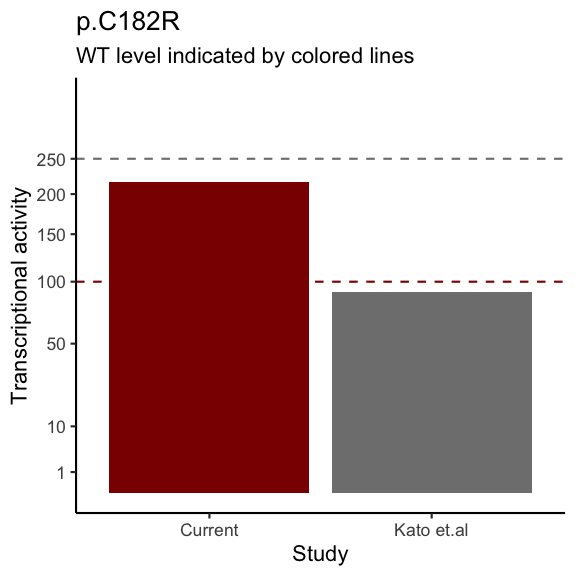 p.C182R
WT level indicated by colored lines
Transcriptional activity
250
200
150
100
50
10
1
Current
Kato et.al
Study